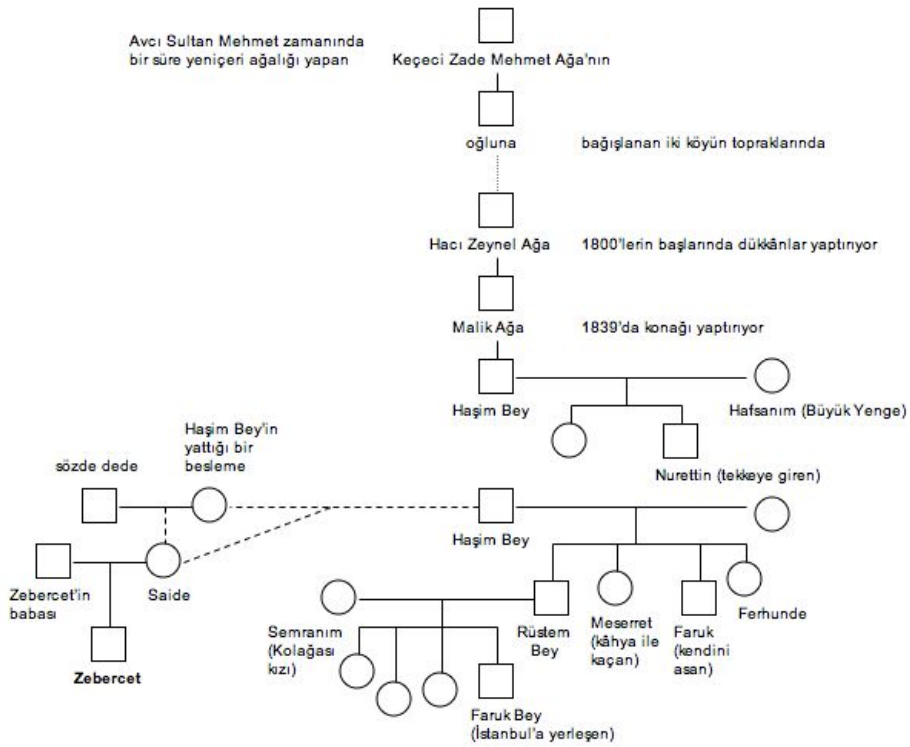 Avcı Sultan Mehmet zamanında
bir süre yeniçeri ağalığı yapan
Keçeci Zade Mehmet Ağa'nın
oğluna
bağışlanan iki köyün topraklarında
Hacı Zeynel Ağa
1800'lerin başlarında dükkânlar yaptırıyor
Malik Ağa
1839'da konağı yaptırıyor
Haşim Bey
Hafsanım (Büyük Yenge)
Nurettin (tekkeye giren)
sözde dede
Haşim Bey'in
yattığı bir
besleme
Haşim Bey
Zebercet'in
babası
Saide
Zebercet
Semranım
(Kolağası
kızı)
Rüstem
Bey
Meserret
(kâhya ile
kaçan)
Faruk
(kendini
asan)
Ferhunde
Faruk Bey
(İstanbul'a yerleşen)